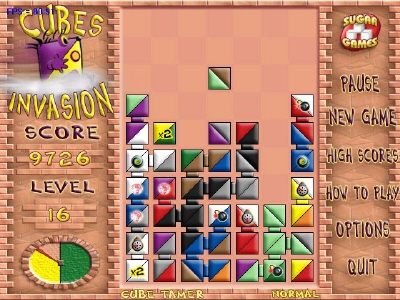 CUBES
INVASION
SCORE
9726
LEVEL
16
SUGAR
GAMES
PAUSE
NEW GAME
HIGH SCORES
HOW TO PLAY
OPTIONS
QUIT
x2
x2
CUBE TAMER
NORMAL